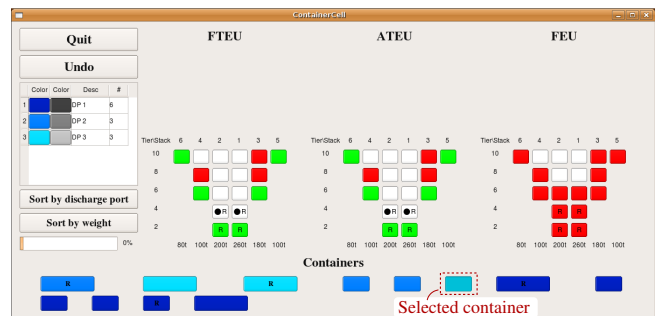 ContainerCell
Quit
Undo
Color Color Desc #
1 DP 1 6
2 DP 2 3
3 DP 3 3
Sort by discharge port
Sort by weight
0%
FTEU
Tier\Stack 6 4 2 1 3 5
10
8
6
4 R R
2 R R
80t 100t 200t 260t 180t 100t
ATEU
Tier\Stack 6 4 2 1 3 5
10
8
6
4 R R
2 R R
80t 100t 200t 260t 180t 100t
FEU
Tier\Stack 6 4 2 1 3 5
10
8
6
4 R R
2 R R
80t 100t 200t 260t 180t 100t
Containers
R R R
R
Selected container